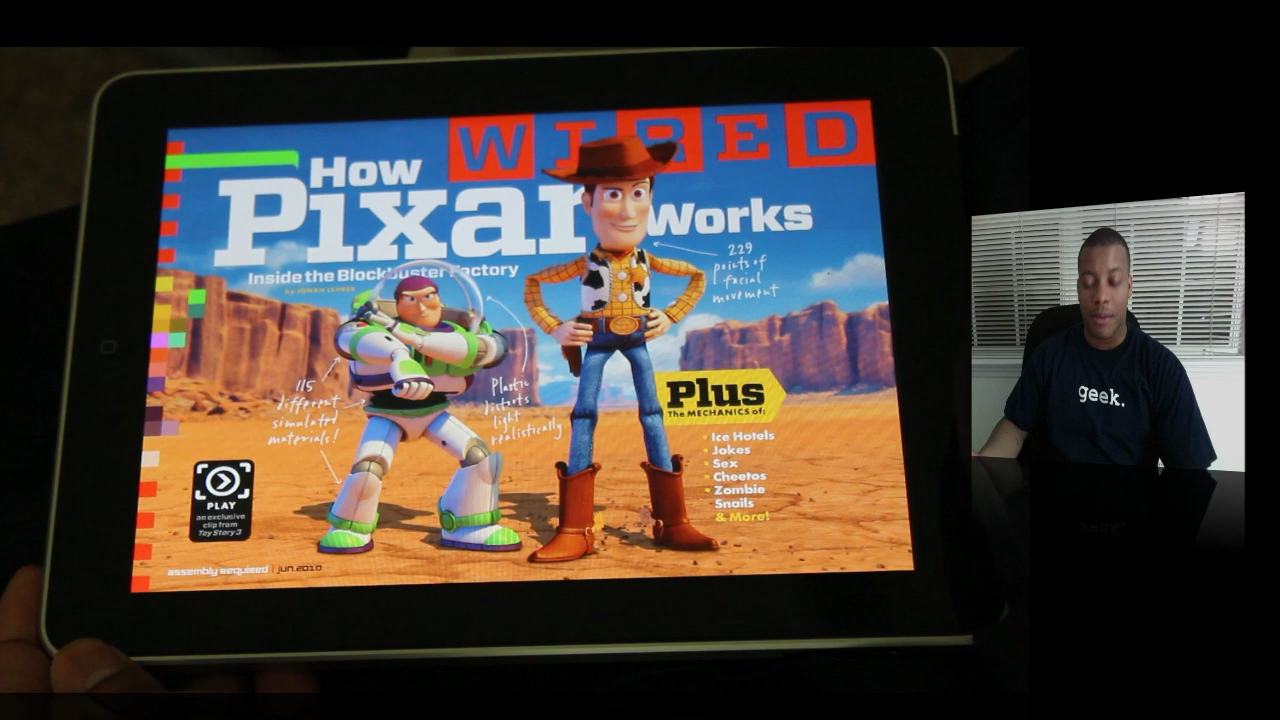 WIRED
How
Pixar Works
Inside the Blockbuster Factory
by JONAH LEHRER
229
points of
facial
movement
115
different
simulated
materials!
Plastic
distorts
light
realistically
Plus
The MECHANICS of:
Ice Hotels
Jokes
Sex
Cheetos
Zombie
Snails
& More!
PLAY
an exclusive
clip from
Toy Story 3
assembly required | jun.2010
geek.